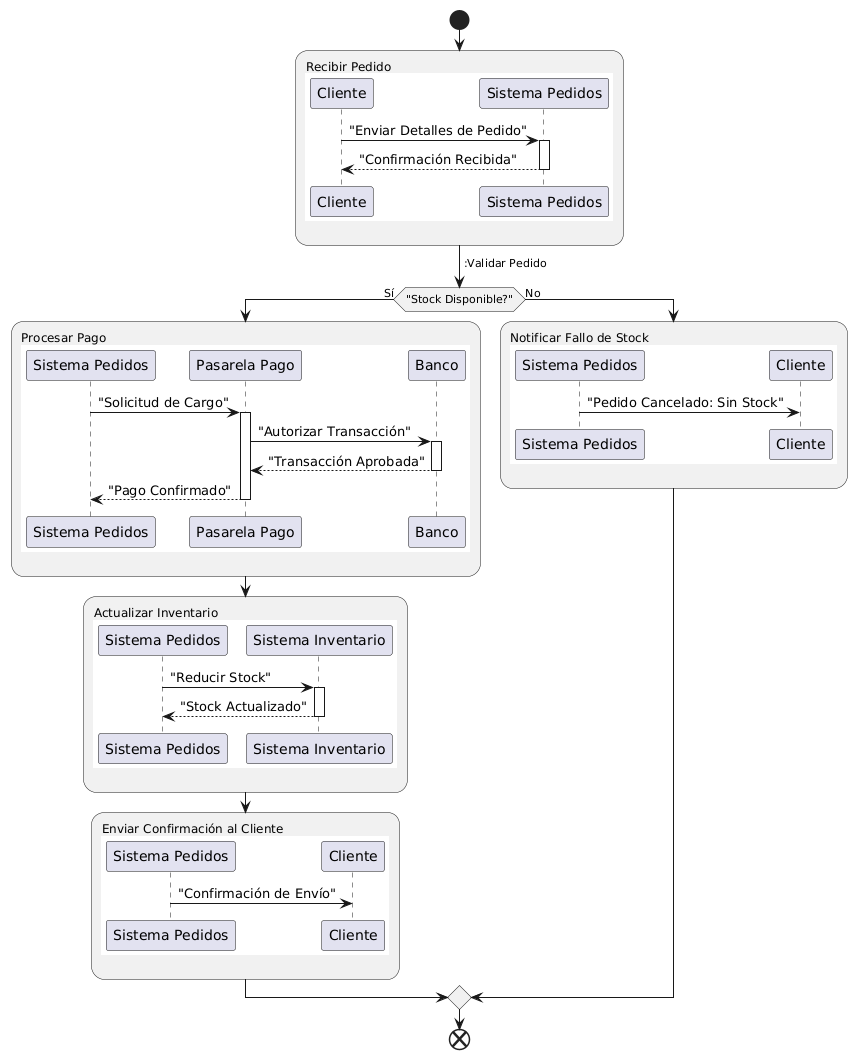 Recibir Pedido
Cliente
Sistema Pedidos
"Enviar Detalles de Pedido"
"Confirmación Recibida"
Cliente
Sistema Pedidos
:Validar Pedido
Sí
"Stock Disponible?"
No
Procesar Pago
Sistema Pedidos
Pasarela Pago
Banco
"Solicitud de Cargo"
"Autorizar Transacción"
"Transacción Aprobada"
"Pago Confirmado"
Sistema Pedidos
Pasarela Pago
Banco
Notificar Fallo de Stock
Sistema Pedidos
Cliente
"Pedido Cancelado: Sin Stock"
Sistema Pedidos
Cliente
Actualizar Inventario
Sistema Pedidos
Sistema Inventario
"Reducir Stock"
"Stock Actualizado"
Sistema Pedidos
Sistema Inventario
Enviar Confirmación al Cliente
Sistema Pedidos
Cliente
"Confirmación de Envío"
Sistema Pedidos
Cliente